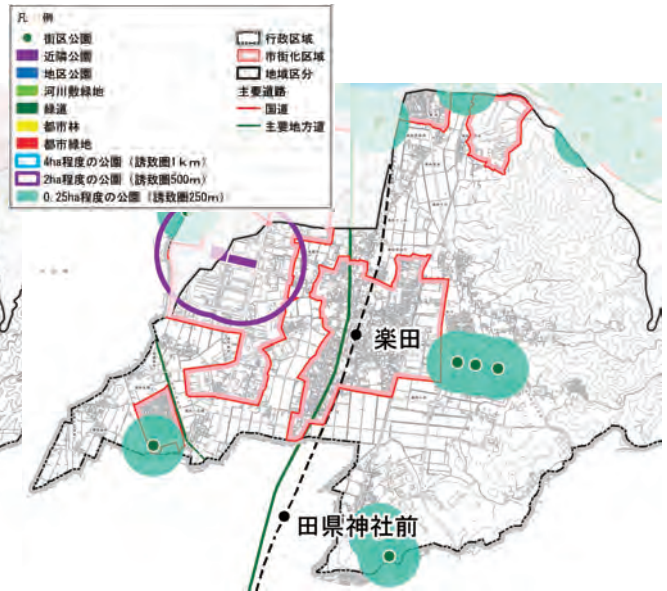 凡 例
街区公園
近隣公園
地区公園
河川敷緑地
緑道
都市林
都市緑地
4ha程度の公園（誘致圏1ｋｍ）
2ha程度の公園（誘致圏500m）
0.25ha程度の公園（誘致圏250m）
行政区域
市街化区域
地域区分
主要道路
国道
主要地方道
楽田
田県神社前